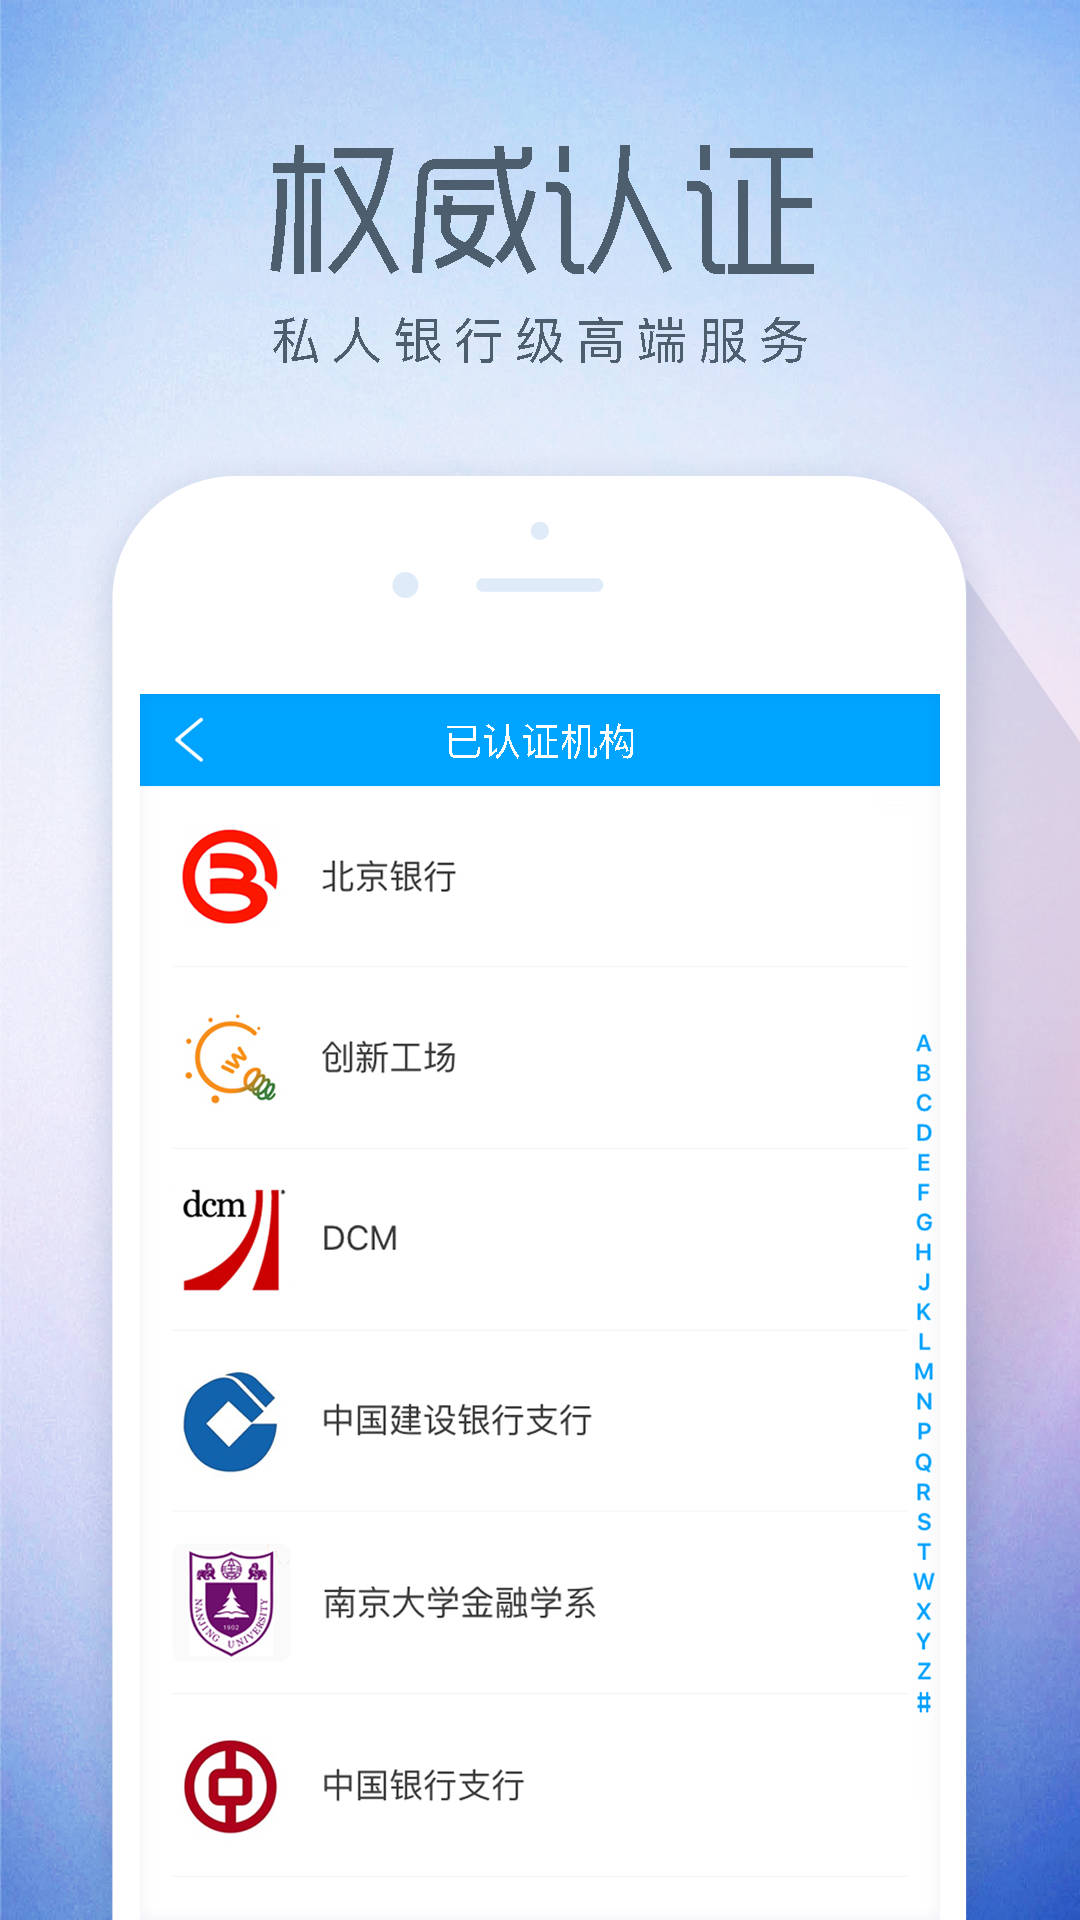 权威认证
私人银行级高端服务
已认证机构
北京银行
IW
创新工场
dcm
DCM
中国建设银行支行
NANJING UNIVERSITY
1902
南京大学金融学系
中国银行支行
A
B
C
D
E
F
G
H
J
K
L
M
N
P
Q
R
S
T
W
X
Y
Z
#